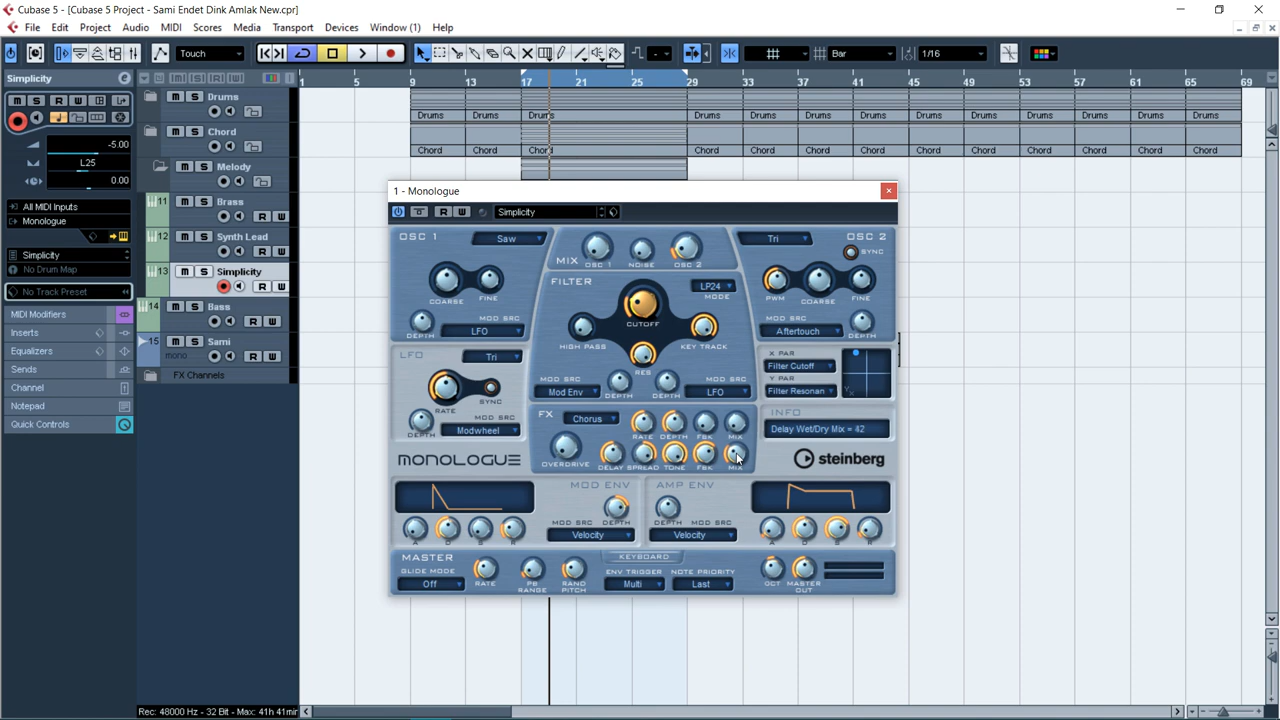 Cubase 5 - [Cubase 5 Project - Sami Endet Dink Amlak New.cpr]
File Edit Project Audio MIDI Scores Media Transport Devices Window (1) Help
Touch
Bar
1/16
Simplicity
1 5 9 13 17 21 25 29 33 37 41 45 49 53 57 61 65 69
M S R W
-5.00
L25
0.00
All MIDI Inputs
Monologue
Simplicity
No Drum Map
No Track Preset
MIDI Modifiers
Inserts
Equalizers
Sends
Channel
Notepad
Quick Controls
M S Drums
M S Chord
M S Melody
11 M S Brass
R W
12 M S Synth Lead
R W
13 M S Simplicity
R W
14 M S Bass
R W
15 M S Sami
mono R W
FX Channels
Drums Drums Drums Drums Drums Drums Drums Drums Drums Drums Drums Drums Drums
Chord Chord Chord Chord Chord Chord Chord Chord Chord Chord Chord Chord Chord
1 - Monologue
R W Simplicity
OSC 1
Saw
COARSE FINE
DEPTH
MOD SRC
LFO
MIX
OSC 1 NOISE OSC 2
FILTER
LP24
MODE
CUTOFF
HIGH PASS
KEY TRACK
RES
MOD SRC
Mod Env
DEPTH DEPTH
MOD SRC
LFO
Tri
OSC 2
SYNC
PWM COARSE FINE
MOD SRC
Aftertouch
DEPTH
LFO
Tri
RATE SYNC
DEPTH
MOD SRC
Modwheel
FX
Chorus
RATE DEPTH FBK MIX
OVERDRIVE
DELAY SPREAD TONE FBK MIX
X PAR
Filter Cutoff
Y PAR
Filter Resonan
INFO
Delay Wet/Dry Mix = 42
MONOLOGUE
steinberg
MOD ENV
DEPTH
MOD SRC
Velocity
A D S R
AMP ENV
DEPTH
MOD SRC
Velocity
A D S R
MASTER
KEYBOARD
GLIDE MODE
Off
RATE
PB
RANGE
RAND
PITCH
ENV TRIGGER
Multi
NOTE PRIORITY
Last
OCT
MASTER
OUT
Rec: 48000 Hz - 32 Bit - Max: 41h 41min